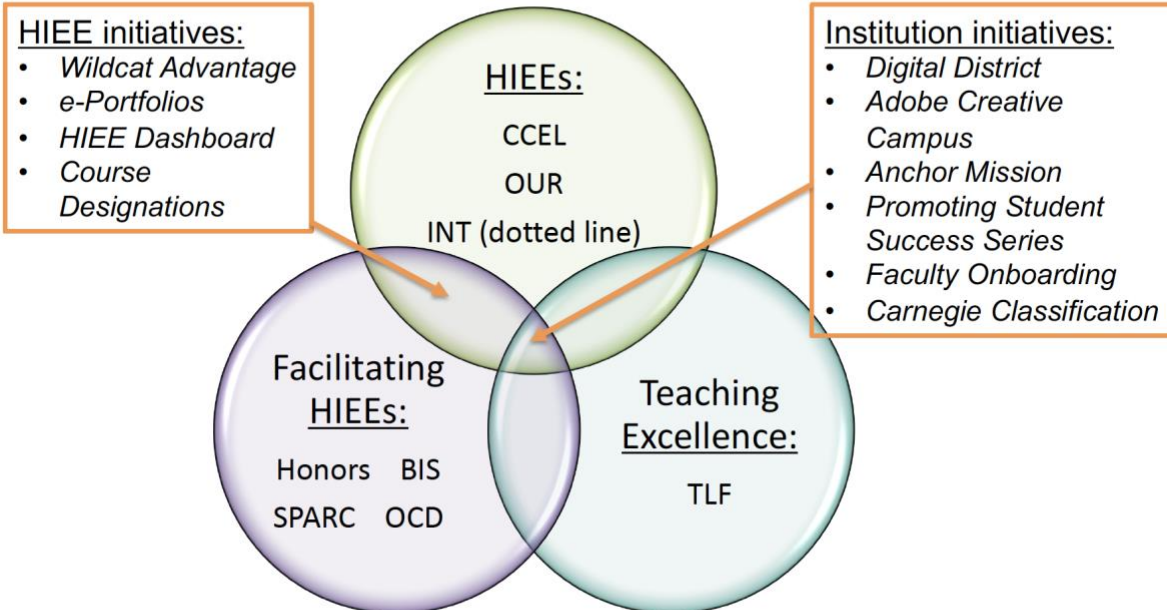 HIEE initiatives:
• Wildcat Advantage
• e-Portfolios
• HIEE Dashboard
• Course
Designations
HIEEs:
CCEL
OUR
INT (dotted line)
Institution initiatives:
• Digital District
• Adobe Creative
Campus
• Anchor Mission
• Promoting Student
Success Series
• Faculty Onboarding
• Carnegie Classification
Facilitating
HIEEs:
Honors BIS
SPARC OCD
Teaching
Excellence:
TLF